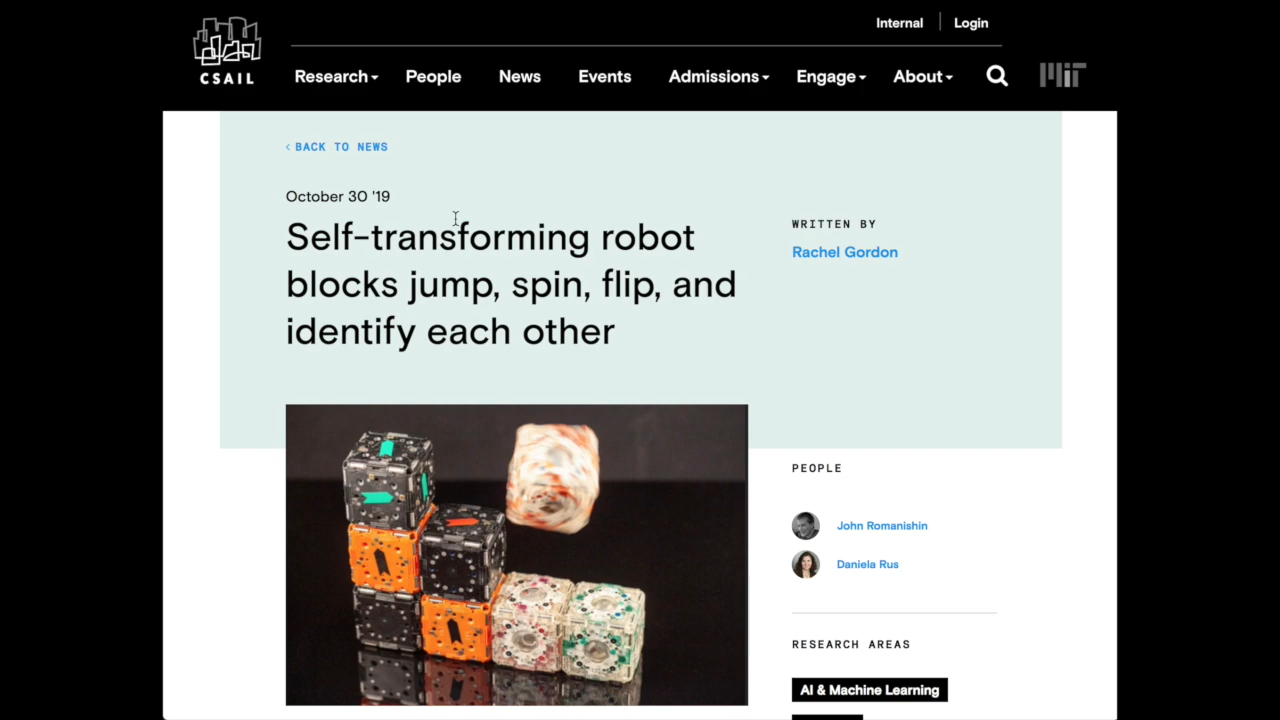 Internal
Login
CSAIL
Research
People
News
Events
Admissions
Engage
About
MIT
‹ BACK TO NEWS
October 30 '19
Self-transforming robot
blocks jump, spin, flip, and
identify each other
WRITTEN BY
Rachel Gordon
PEOPLE
John Romanishin
Daniela Rus
RESEARCH AREAS
AI & Machine Learning